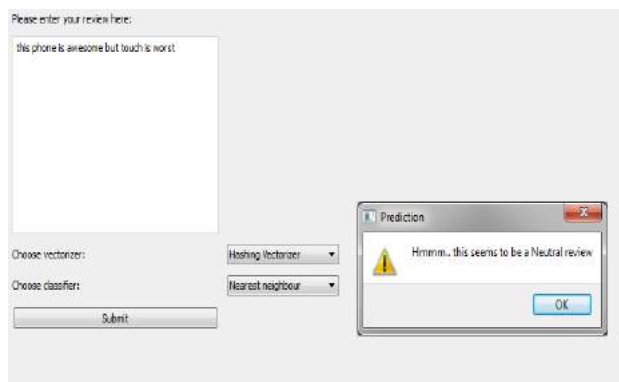 Please enter your review here:
this phone is awesome but touch is worst
Prediction
Hmmm.. this seems to be a Neutral review
OK
Choose vectorizer:
Hashing Vectorizer
Choose classifier:
Nearest neighbour
Submit